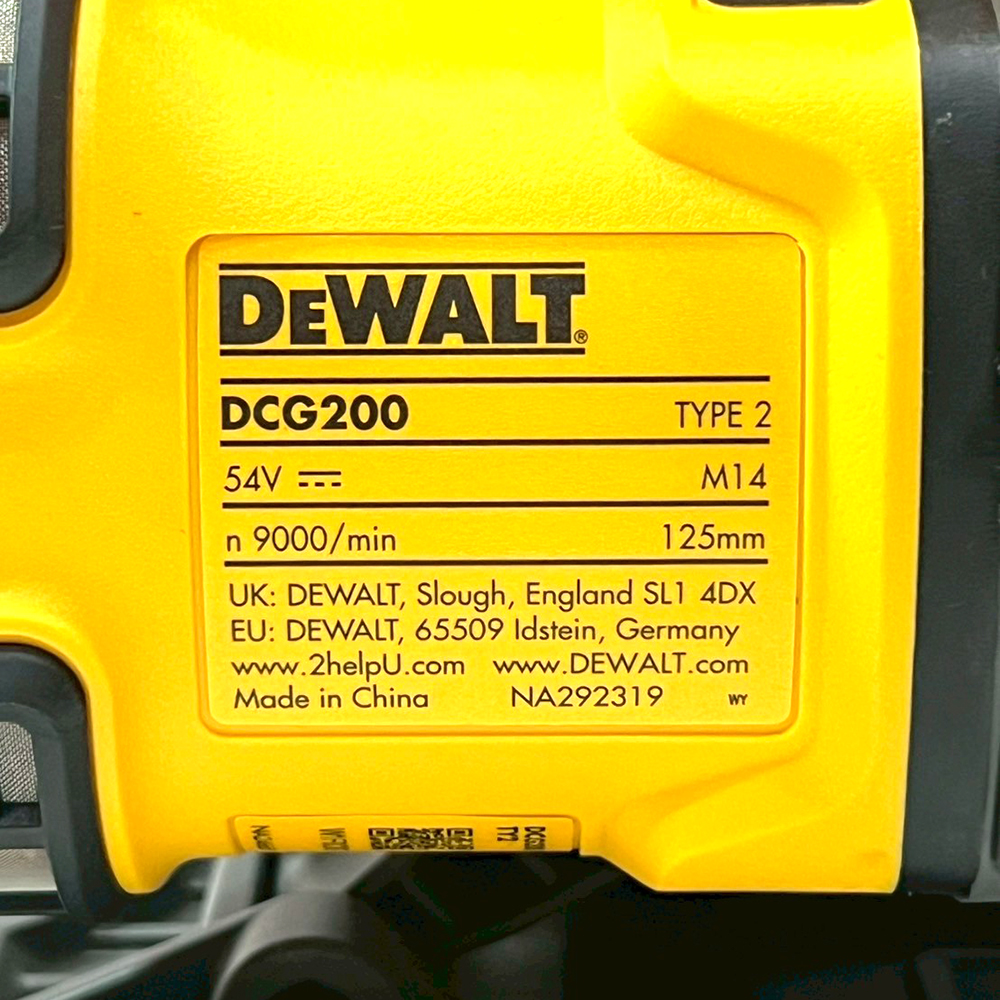 DEWALT®
DCG200 TYPE 2
54V M14
n 9000/min 125mm
UK: DEWALT, Slough, England SL1 4DX
EU: DEWALT, 65509 Idstein, Germany
www.2helpU.com www.DEWALT.com
Made in China NA292319 WY
TY2